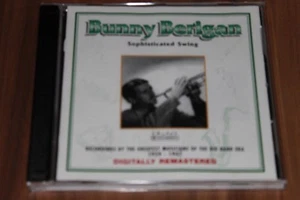 Bunny Berigan
Sophisticated Swing
RECORDINGS BY THE GREATEST MUSICIANS OF THE BIG BAND ERA
DIGITALLY REMASTERED